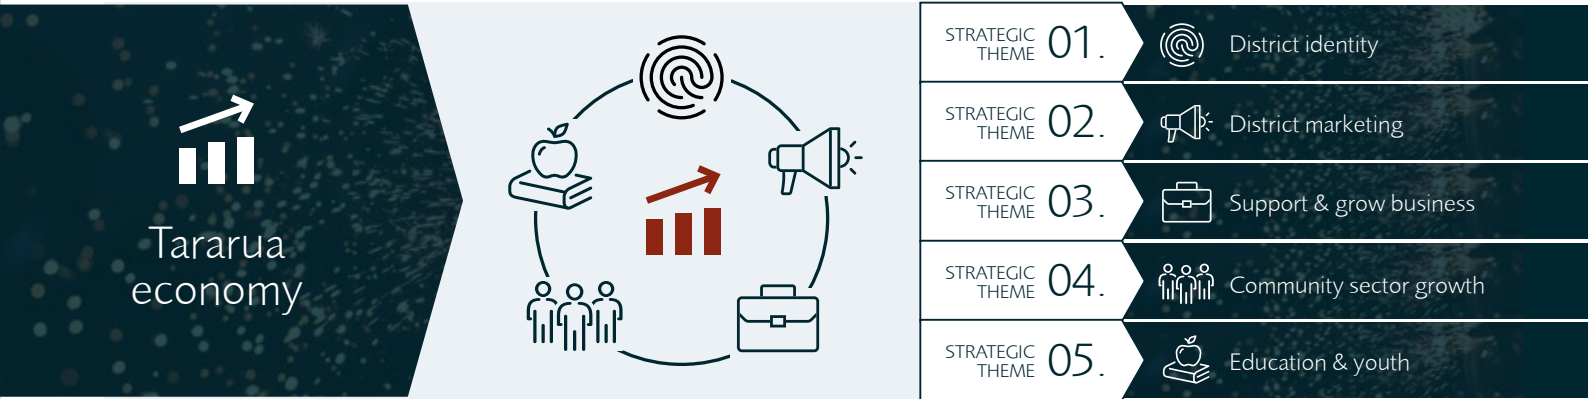 Tararua
economy
STRATEGIC
THEME 01.
District identity
STRATEGIC
THEME 02.
District marketing
STRATEGIC
THEME 03.
Support & grow business
STRATEGIC
THEME 04.
Community sector growth
STRATEGIC
THEME 05.
Education & youth